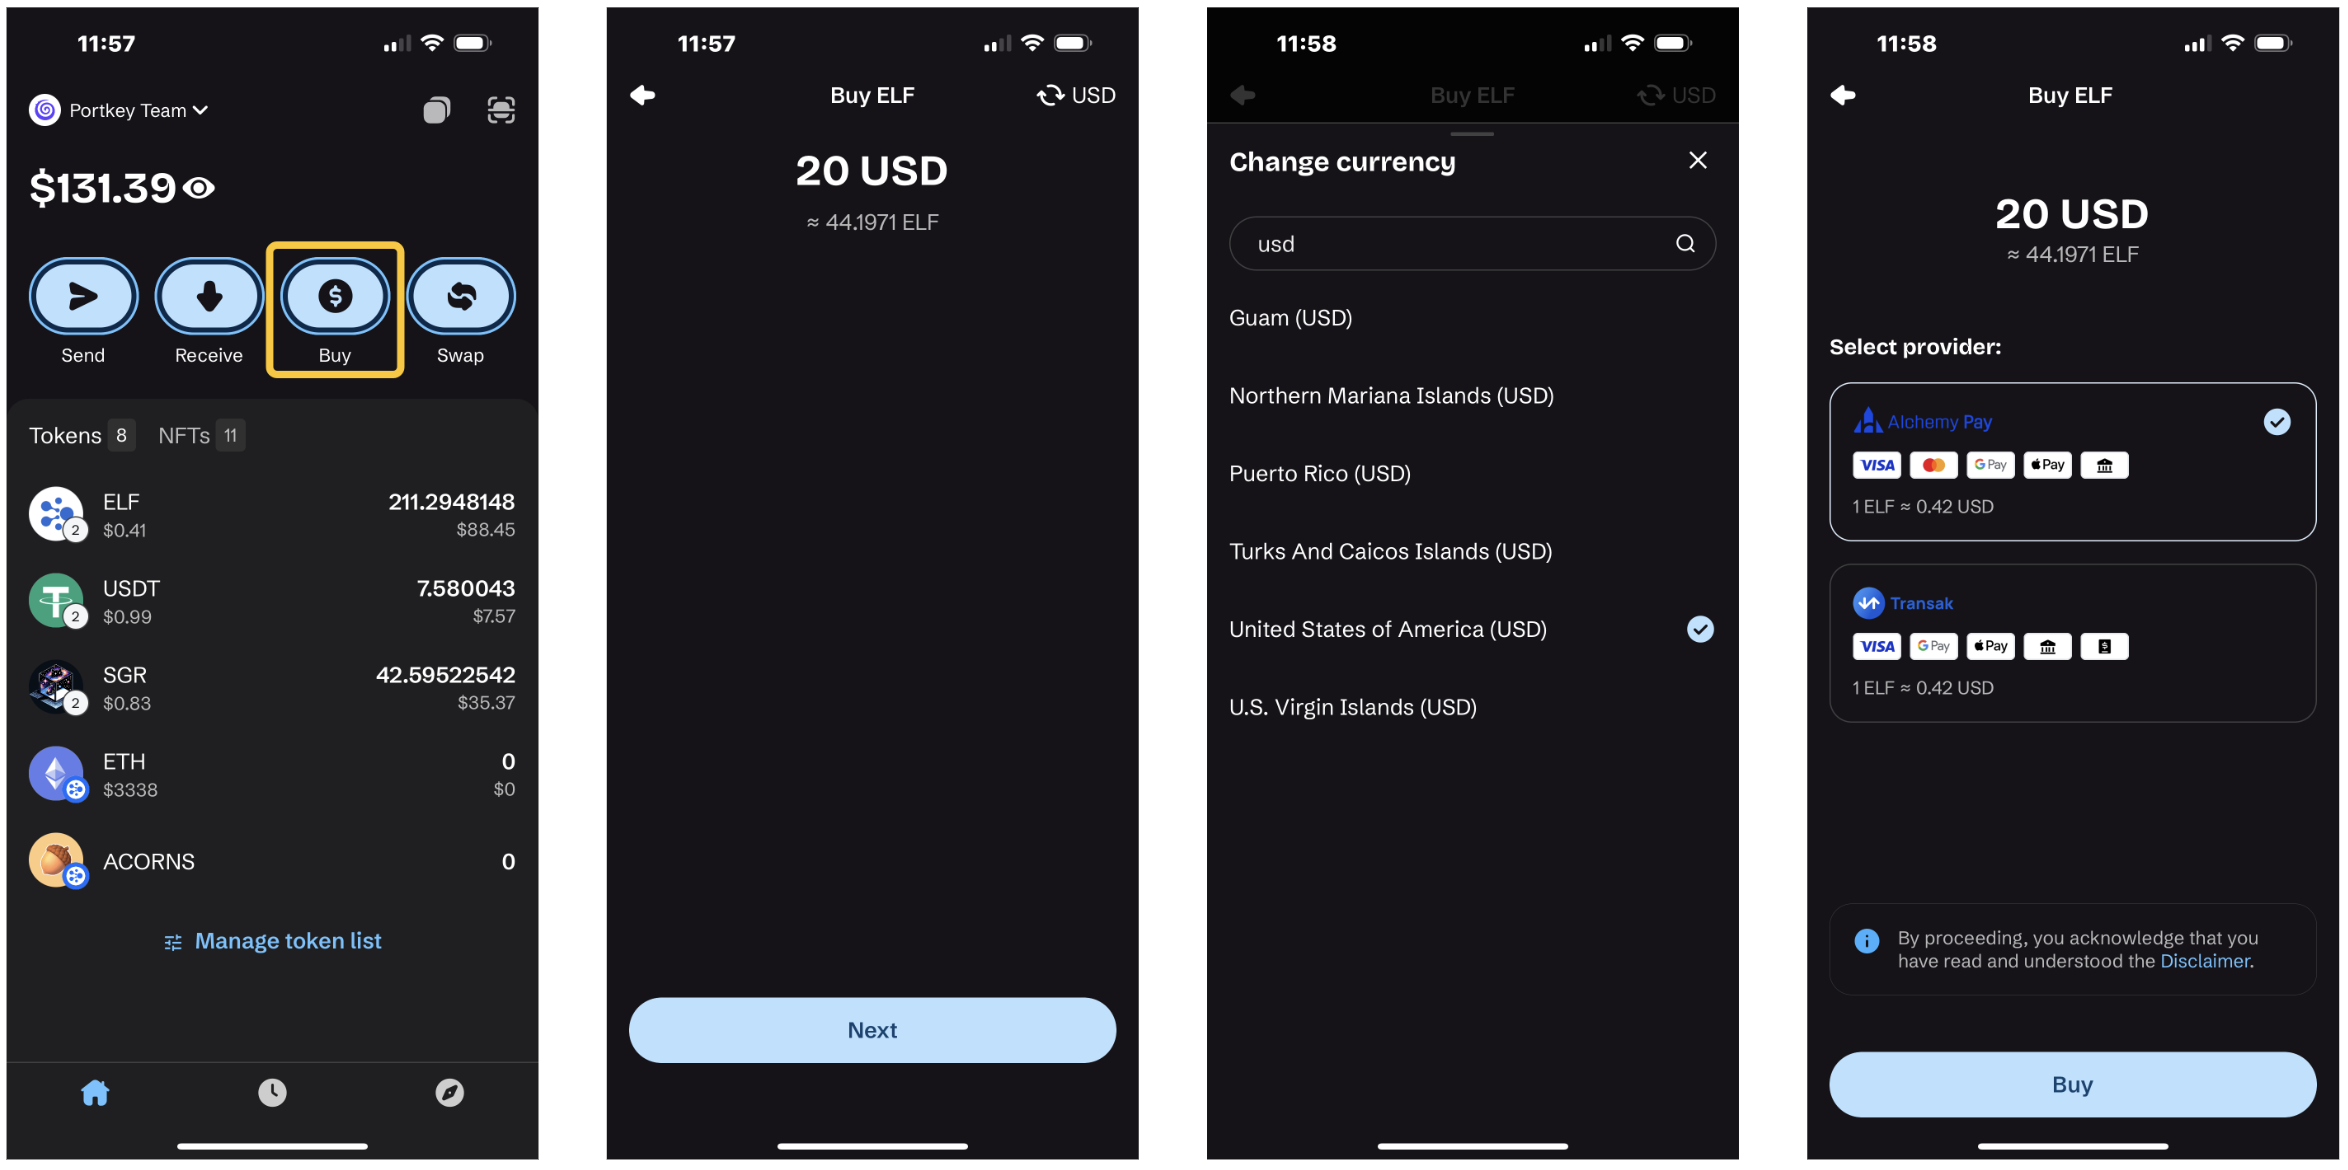 11:57
Portkey Team
$131.39
Send
Receive
Buy
Swap
Tokens 8 NFTs 11
ELF 211.2948148
2 $0.41 $88.45
USDT 7.580043
2 $0.99 $7.57
SGR 42.59522542
2 $0.83 $35.37
ETH 0
$3338 $0
ACORNS 0
Manage token list
11:57
Buy ELF USD
20 USD
≈ 44.1971 ELF
Next
11:58
Buy ELF USD
Change currency
usd
Guam (USD)
Northern Mariana Islands (USD)
Puerto Rico (USD)
Turks And Caicos Islands (USD)
United States of America (USD)
U.S. Virgin Islands (USD)
11:58
Buy ELF
20 USD
≈ 44.1971 ELF
Select provider:
Alchemy Pay
VISA G Pay Pay
1 ELF ≈ 0.42 USD
Transak
VISA G Pay Pay
1 ELF ≈ 0.42 USD
By proceeding, you acknowledge that you
have read and understood the Disclaimer.
Buy